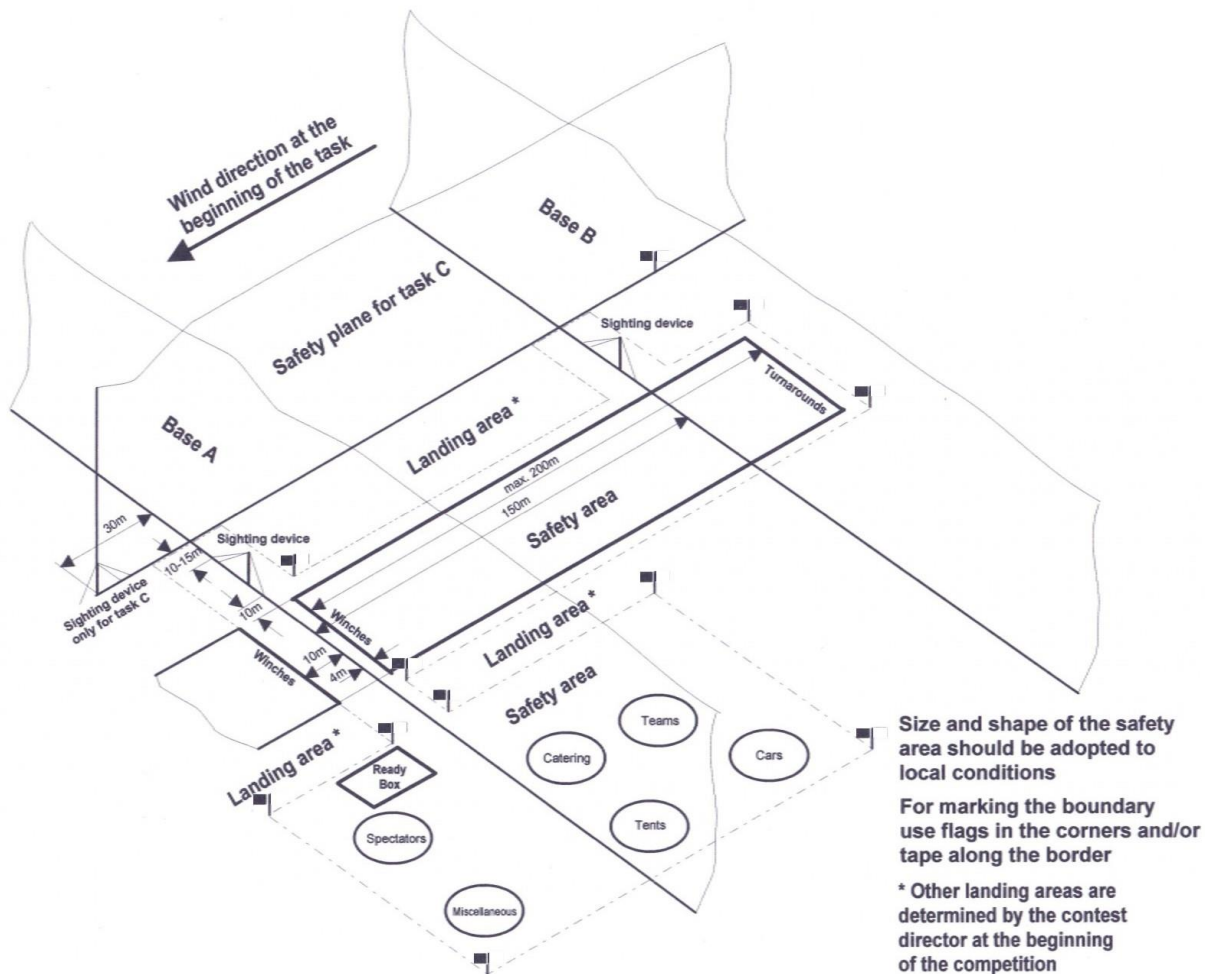 Wind direction at the
beginning of the task
Base B
Safety plane for task C
Sighting device
Turnarounds
Base A
Landing area *
max. 200m
150m
Safety area
30m
10-15m
Sighting device
Sighting device
only for task C
10m
Winches
Winches
10m
4m
Landing area *
Safety area
Landing area *
Ready
Box
Teams
Catering
Cars
Tents
Spectators
Miscellaneous
Size and shape of the safety
area should be adopted to
local conditions
For marking the boundary
use flags in the corners and/or
tape along the border
* Other landing areas are
determined by the contest
director at the beginning
of the competition